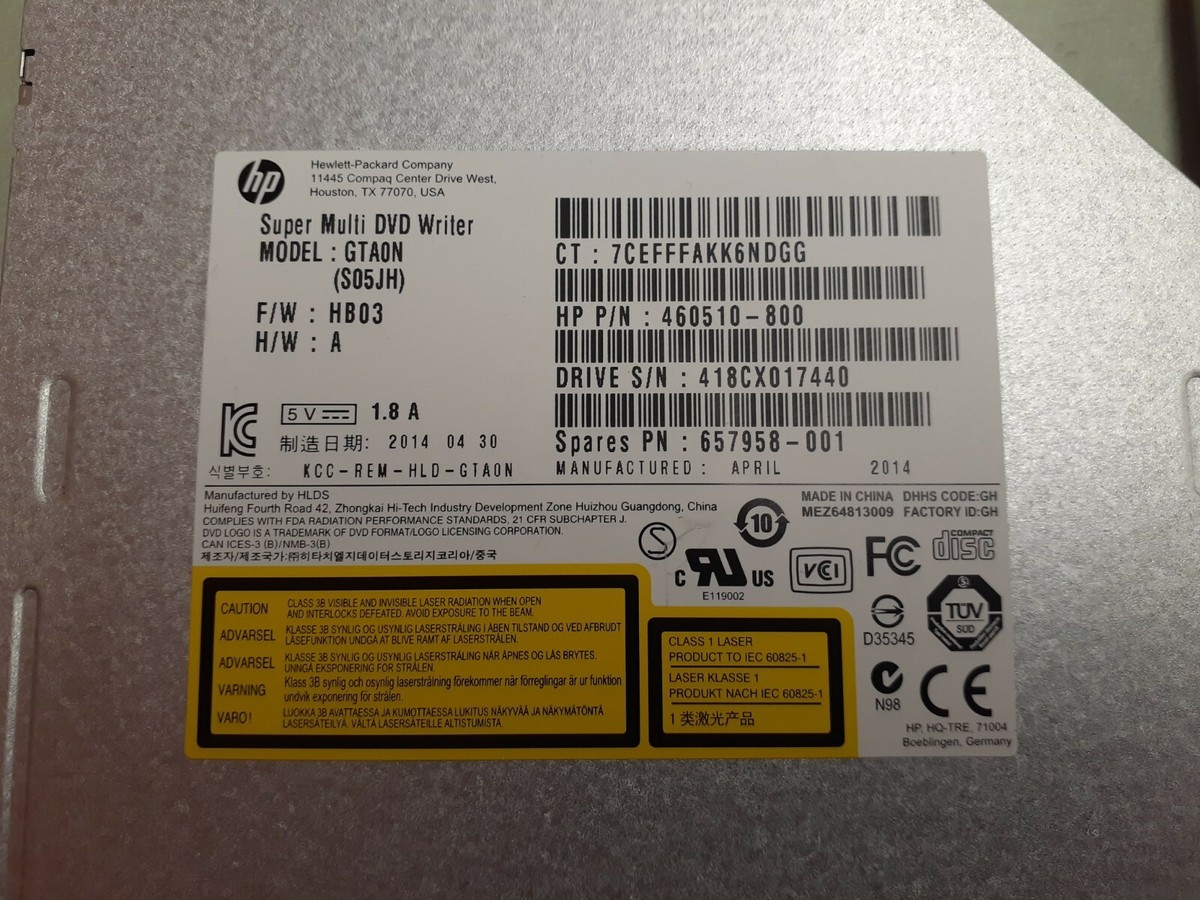 hp
Hewlett-Packard Company
11445 Compaq Center Drive West,
Houston, TX 77070, USA
Super Multi DVD Writer
MODEL : GTA0N
(S05JH)
F/W : HB03
H/W : A
CT : 7CEFFFAKK6NDGG
HP P/N : 460510-800
DRIVE S/N : 418CX017440
Spares PN : 657958-001
MANUFACTURED : APRIL 2014
5V 1.8 A
制造日期: 2014 04 30
식별부호: KCC-REM-HLD-GTA0N
Manufactured by HLDS
Huifeng Fourth Road 42, Zhongkai Hi-Tech Industry Development Zone Huizhou Guangdong, China
COMPLIES WITH FDA RADIATION PERFORMANCE STANDARDS, 21 CFR SUBCHAPTER J.
DVD LOGO IS A TRADEMARK OF DVD FORMAT/LOGO LICENSING CORPORATION.
CAN ICES-3 (B)/NMB-3(B)
제조자/제조국가:㈜히타치엘지데이터스토리지코리아/중국
MADE IN CHINA DHHS CODE:GH
MEZ64813009 FACTORY ID:GH
10
S
C UR US
E119002
VCI
FC
COMPACT
disc
D35345
TÜV
SÜD
N98
CE
HP, HQ-TRE, 71004
Boeblingen, Germany
CAUTION CLASS 3B VISIBLE AND INVISIBLE LASER RADIATION WHEN OPEN
AND INTERLOCKS DEFEATED. AVOID EXPOSURE TO THE BEAM.
ADVARSEL KLASSE 3B SYNLIG OG USYNLIG LASERSTRÅLING I ÅBEN TILSTAND OG VED AFBRUDT
LÅSEFUNKTION UNDGÅ AT BLIVE RAMT AF LASERSTRÅLEN.
ADVARSEL KLASSE 3B SYNLIG OG USYNLIG LASERSTRÅLING NÅR ÅPNES OG LÅS BRYTES.
UNNGÅ EKSPONERING FOR STRÅLEN.
VARNING Klass 3B synlig och osynlig laserstrålning förekommer når förreglingar är ur funktion
undvik exponering för strålen.
VARO! LUOKKA 3B AVATTAESSA JA KUMOTTAESSA LUKITUS NÄKYVÄÄ JA NÄKYMÄTÖNTÄ
LASERSÄTEILYÄ. VÄLTÄ LASERSÄTEILLE ALTISTUMISTA.
CLASS 1 LASER
PRODUCT TO IEC 60825-1
LASER KLASSE 1
PRODUKT NACH IEC 60825-1
1 类激光产品